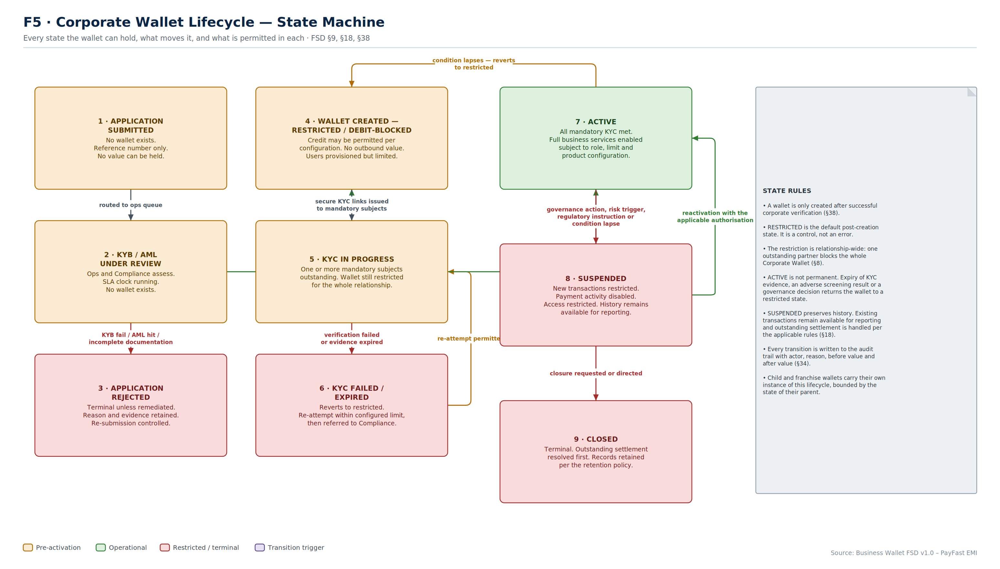 F5 · Corporate Wallet Lifecycle — State Machine
Every state the wallet can hold, what moves it, and what is permitted in each · FSD §9, §18, §38
condition lapses — reverts
to restricted
1 · APPLICATION
SUBMITTED
No wallet exists.
Reference number only.
No value can be held.
routed to ops queue
2 · KYB / AML
UNDER REVIEW
Ops and Compliance assess.
SLA clock running.
No wallet exists.
KYB fail / AML hit /
incomplete documentation
3 · APPLICATION
REJECTED
Terminal unless remediated.
Reason and evidence retained.
Re-submission controlled.
4 · WALLET CREATED —
RESTRICTED / DEBIT-BLOCKED
Credit may be permitted per
configuration. No outbound value.
Users provisioned but limited.
secure KYC links issued
to mandatory subjects
5 · KYC IN PROGRESS
One or more mandatory subjects
outstanding. Wallet still restricted
for the whole relationship.
verification failed
or evidence expired
6 · KYC FAILED /
EXPIRED
Reverts to restricted.
Re-attempt within configured limit,
then referred to Compliance.
re-attempt permitte
7 · ACTIVE
All mandatory KYC met.
Full business services enabled
subject to role, limit and
product configuration.
governance action, risk trigger,
regulatory instruction or
condition lapse
reactivation with the
applicable authorisation
8 · SUSPENDED
New transactions restricted.
Payment activity disabled.
Access restricted. History remains
available for reporting.
closure requested or directed
9 · CLOSED
Terminal. Outstanding settlement
resolved first. Records retained
per the retention policy.
STATE RULES
• A wallet is only created after successful
corporate verification (§38).
• RESTRICTED is the default post-creation
state. It is a control, not an error.
• The restriction is relationship-wide: one
outstanding partner blocks the whole
Corporate Wallet (§8).
• ACTIVE is not permanent. Expiry of KYC
evidence, an adverse screening result or a
governance decision returns the wallet to a
restricted state.
• SUSPENDED preserves history. Existing
transactions remain available for reporting
and outstanding settlement is handled per
the applicable rules (§18).
• Every transition is written to the audit
trail with actor, reason, before value and
after value (§34).
• Child and franchise wallets carry their own
instance of this lifecycle, bounded by the
state of their parent.
Pre-activation
Operational
Restricted / terminal
Transition trigger
Source: Business Wallet FSD v1.0 – PayFast EMI